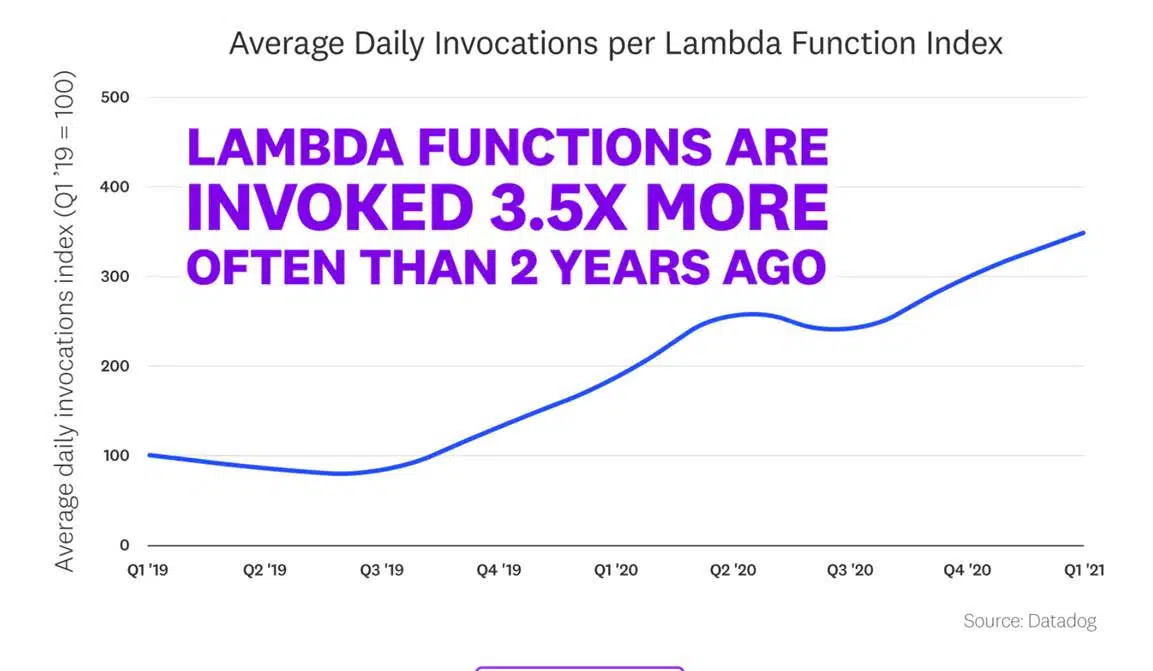 Average Daily Invocations per Lambda Function Index
Average daily invocations index (Q1 ’19 = 100)
500
400
300
200
100
0
LAMBDA FUNCTIONS ARE
INVOKED 3.5X MORE
OFTEN THAN 2 YEARS AGO
Q1 '19 Q2 '19 Q3 '19 Q4 '19 Q1 '20 Q2 '20 Q3 '20 Q4 '20 Q1 '21
Source: Datadog